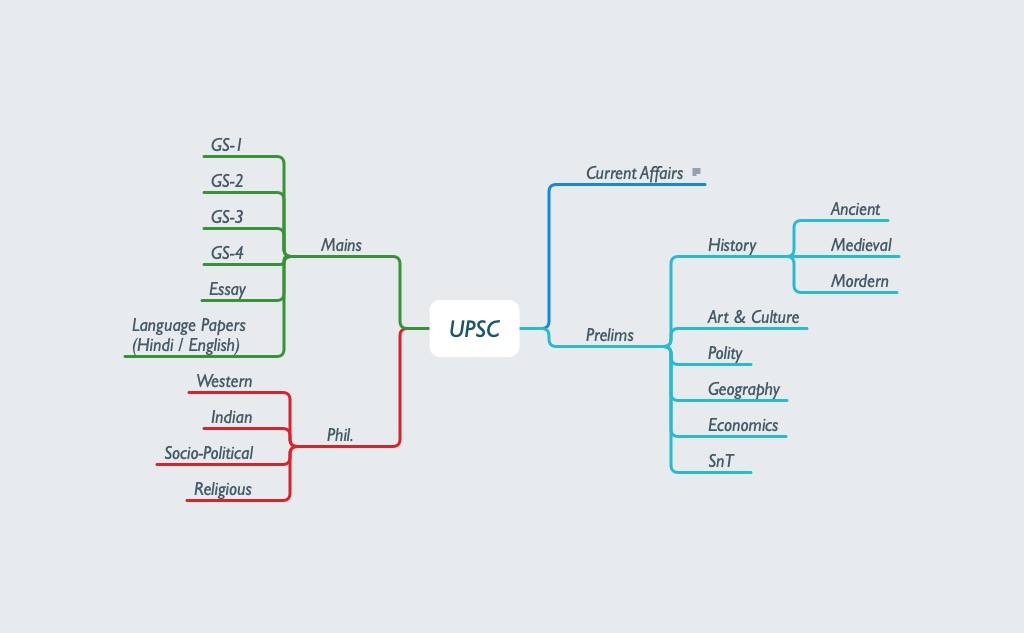 GS-1
GS-2
GS-3
GS-4
Essay
Language Papers
(Hindi / English)
Mains
Western
Indian
Socio-Political
Religious
Phil.
UPSC
Current Affairs
Prelims
History
Ancient
Medieval
Mordern
Art & Culture
Polity
Geography
Economics
SnT